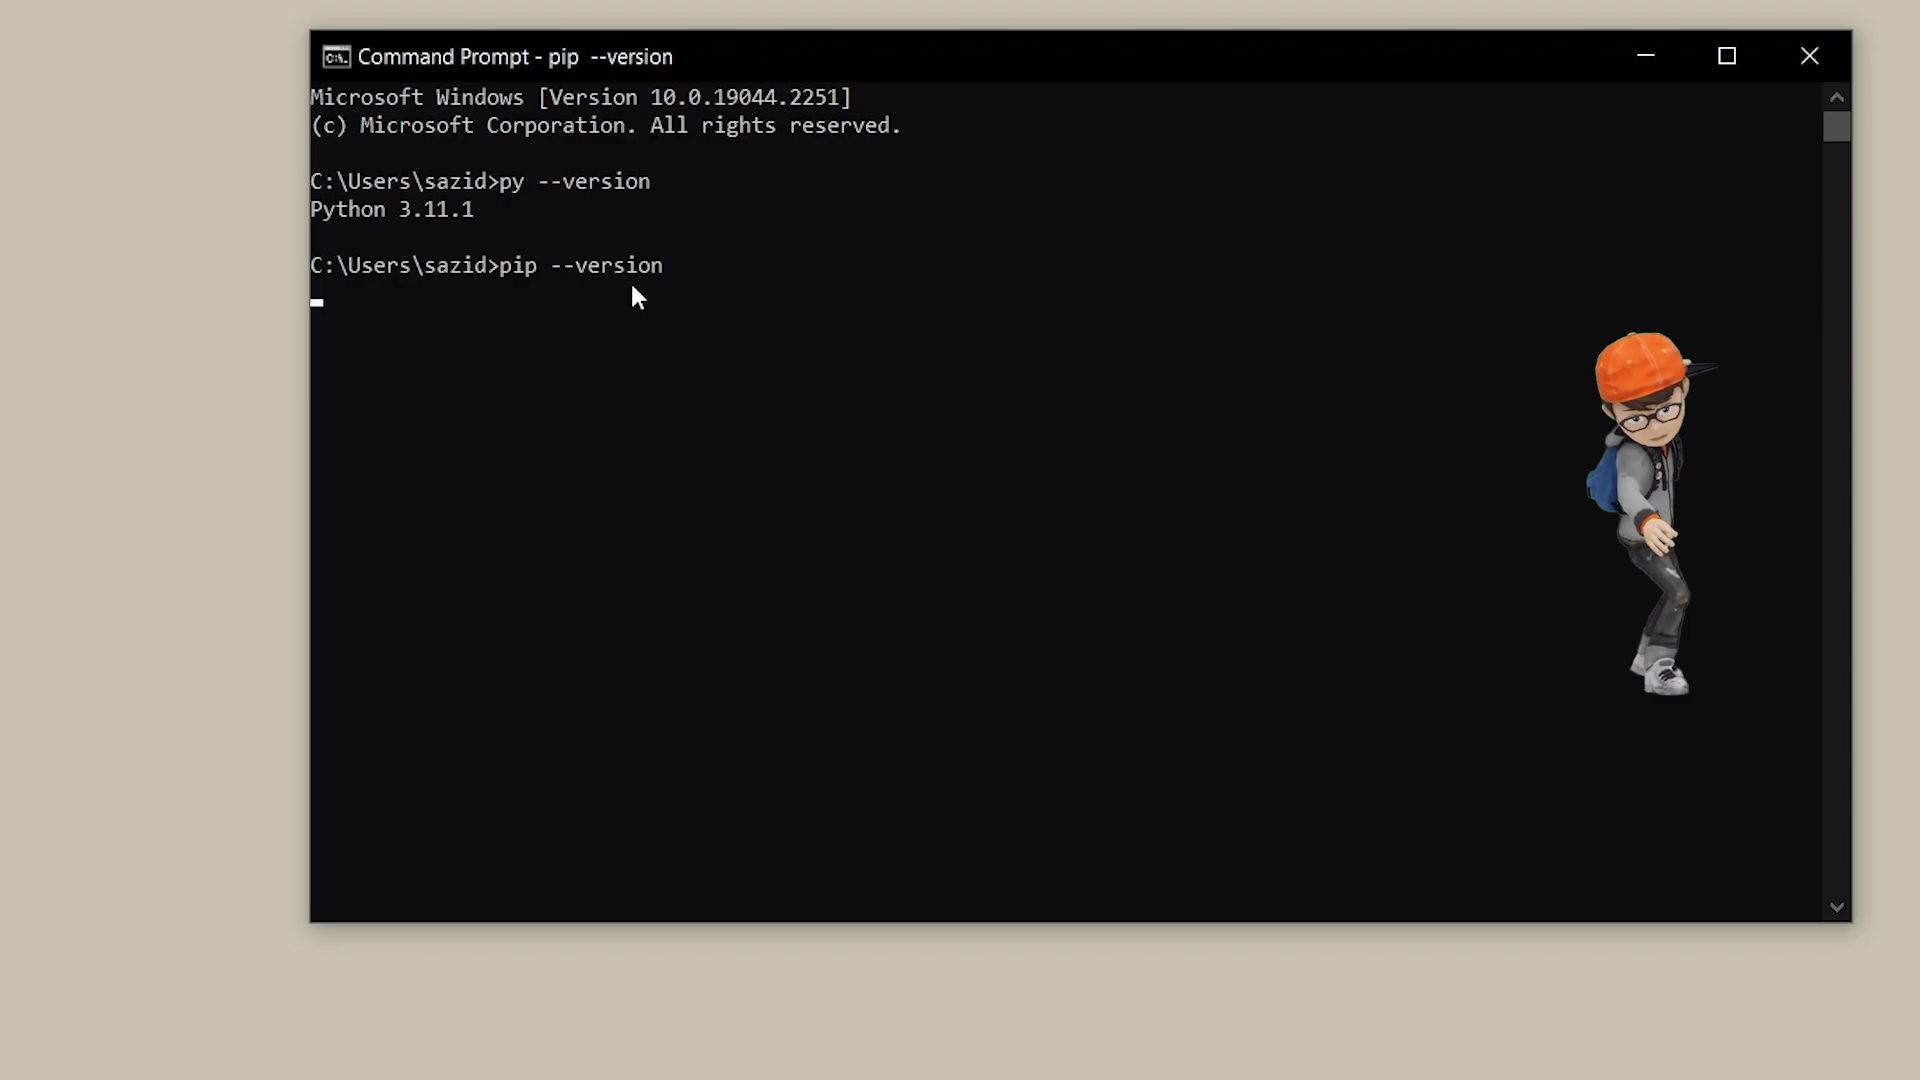 Command Prompt - pip  --version
Microsoft Windows [Version 10.0.19044.2251]
(c) Microsoft Corporation. All rights reserved.
C:\Users\sazid>py --version
Python 3.11.1
C:\Users\sazid>pip --version